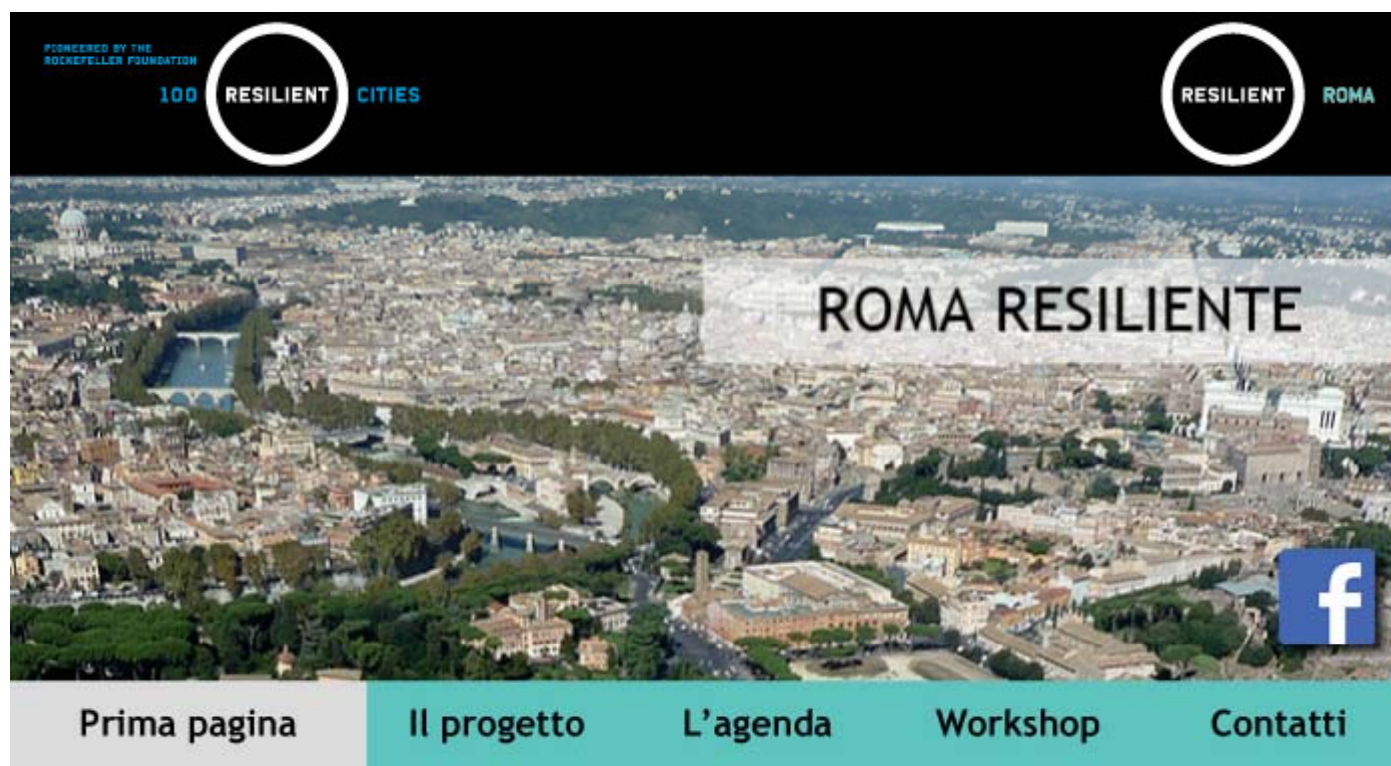 PIONEERED BY THE
ROCKEFELLER FOUNDATION
100 RESILIENT CITIES
RESILIENT ROMA
ROMA RESILIENTE
f
Prima pagina Il progetto L’agenda Workshop Contatti